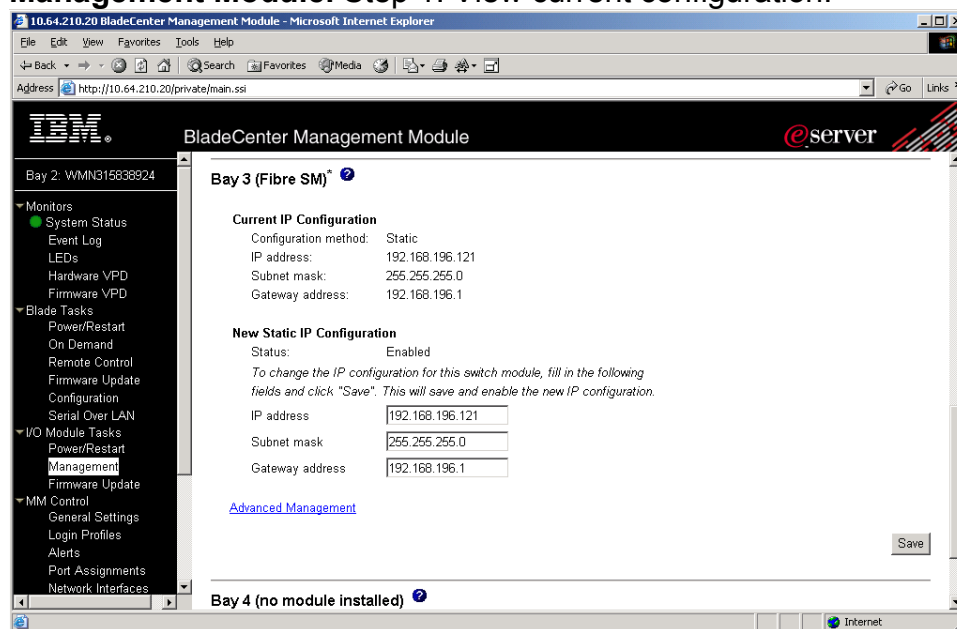 Management Module: Step 1: View current configuration.
10.64.210.20 BladeCenter Management Module - Microsoft Internet Explorer
File Edit View Favorites Tools Help
Back Search Favorites Media
Address http://10.64.210.20/private/main.ssi Go Links
IBM. BladeCenter Management Module eserver
Bay 2: WMN315838924
Monitors
System Status
Event Log
LEDs
Hardware VPD
Firmware VPD
Blade Tasks
Power/Restart
On Demand
Remote Control
Firmware Update
Configuration
Serial Over LAN
I/O Module Tasks
Power/Restart
Management
Firmware Update
MM Control
General Settings
Login Profiles
Alerts
Port Assignments
Network Interfaces
Bay 3 (Fibre SM)* ?
Current IP Configuration
Configuration method: Static
IP address: 192.168.196.121
Subnet mask: 255.255.255.0
Gateway address: 192.168.196.1
New Static IP Configuration
Status: Enabled
To change the IP configuration for this switch module, fill in the following
fields and click "Save". This will save and enable the new IP configuration.
IP address 192.168.196.121
Subnet mask 255.255.255.0
Gateway address 192.168.196.1
Advanced Management
Save
Bay 4 (no module installed) ?
Internet